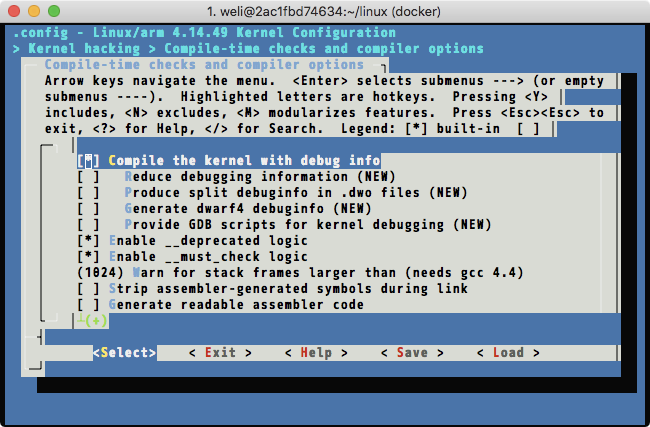 1. weli@2ac1fbd74634:~/linux (docker)
.config - Linux/arm 4.14.49 Kernel Configuration
> Kernel hacking > Compile-time checks and compiler options
Compile-time checks and compiler options
Arrow keys navigate the menu.  <Enter> selects submenus ---> (or empty
submenus ----).  Highlighted letters are hotkeys.  Pressing <Y>
includes, <N> excludes, <M> modularizes features.  Press <Esc><Esc> to
exit, <?> for Help, </> for Search.  Legend: [*] built-in  [ ]
[*] Compile the kernel with debug info
[ ]   Reduce debugging information (NEW)
[ ]   Produce split debuginfo in .dwo files (NEW)
[ ]   Generate dwarf4 debuginfo (NEW)
[ ]   Provide GDB scripts for kernel debugging (NEW)
[*] Enable __deprecated logic
[*] Enable __must_check logic
(1024) Warn for stack frames larger than (needs gcc 4.4)
[ ] Strip assembler-generated symbols during link
[ ] Generate readable assembler code
┴(+)
<Select>    < Exit >    < Help >    < Save >    < Load >